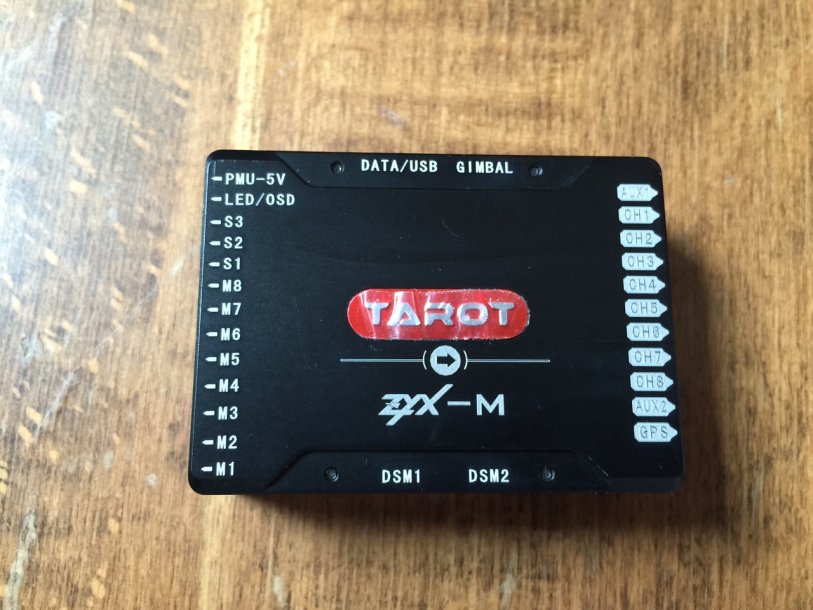 DATA/USB GIMBAL
PMU-5V
LED/OSD
S3
S2
S1
M8
M7
M6
M5
M4
M3
M2
M1
TAROT
ZYX-M
AUX1
CH1
CH2
CH3
CH4
CH5
CH6
CH7
CH8
AUX2
GPS
DSM1 DSM2